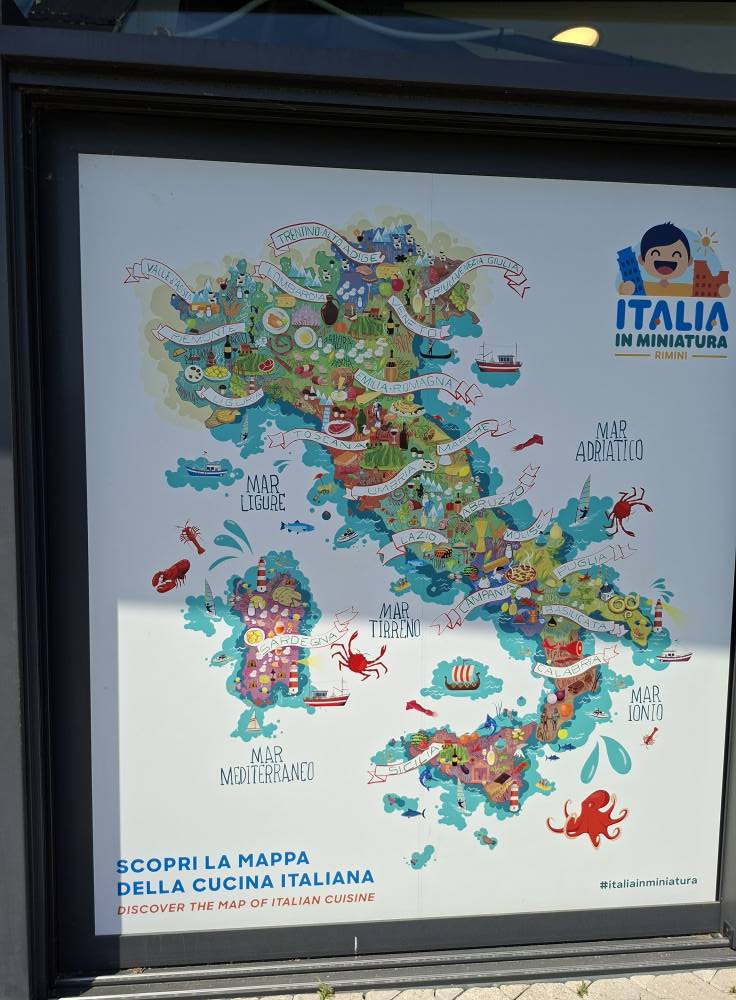 ITALIA
IN MINIATURA
RIMINI
TRENTINO-ALTO ADIGE
VALLE D'AOSTA
LOMBARDIA
FRIULI VENEZIA GIULIA
VENETO
PIEMONTE
EMILIA-ROMAGNA
LIGURIA
TOSCANA
MARCHE
MAR
ADRIATICO
UMBRIA
MAR
LIGURE
ABRUZZO
LAZIO
MOLISE
PUGLIA
CAMPANIA
MAR
TIRRENO
BASILICATA
SARDEGNA
CALABRIA
MAR
IONIO
SICILIA
MAR
MEDITERRANEO
SCOPRI LA MAPPA
DELLA CUCINA ITALIANA
DISCOVER THE MAP OF ITALIAN CUISINE
#italiainminiatura